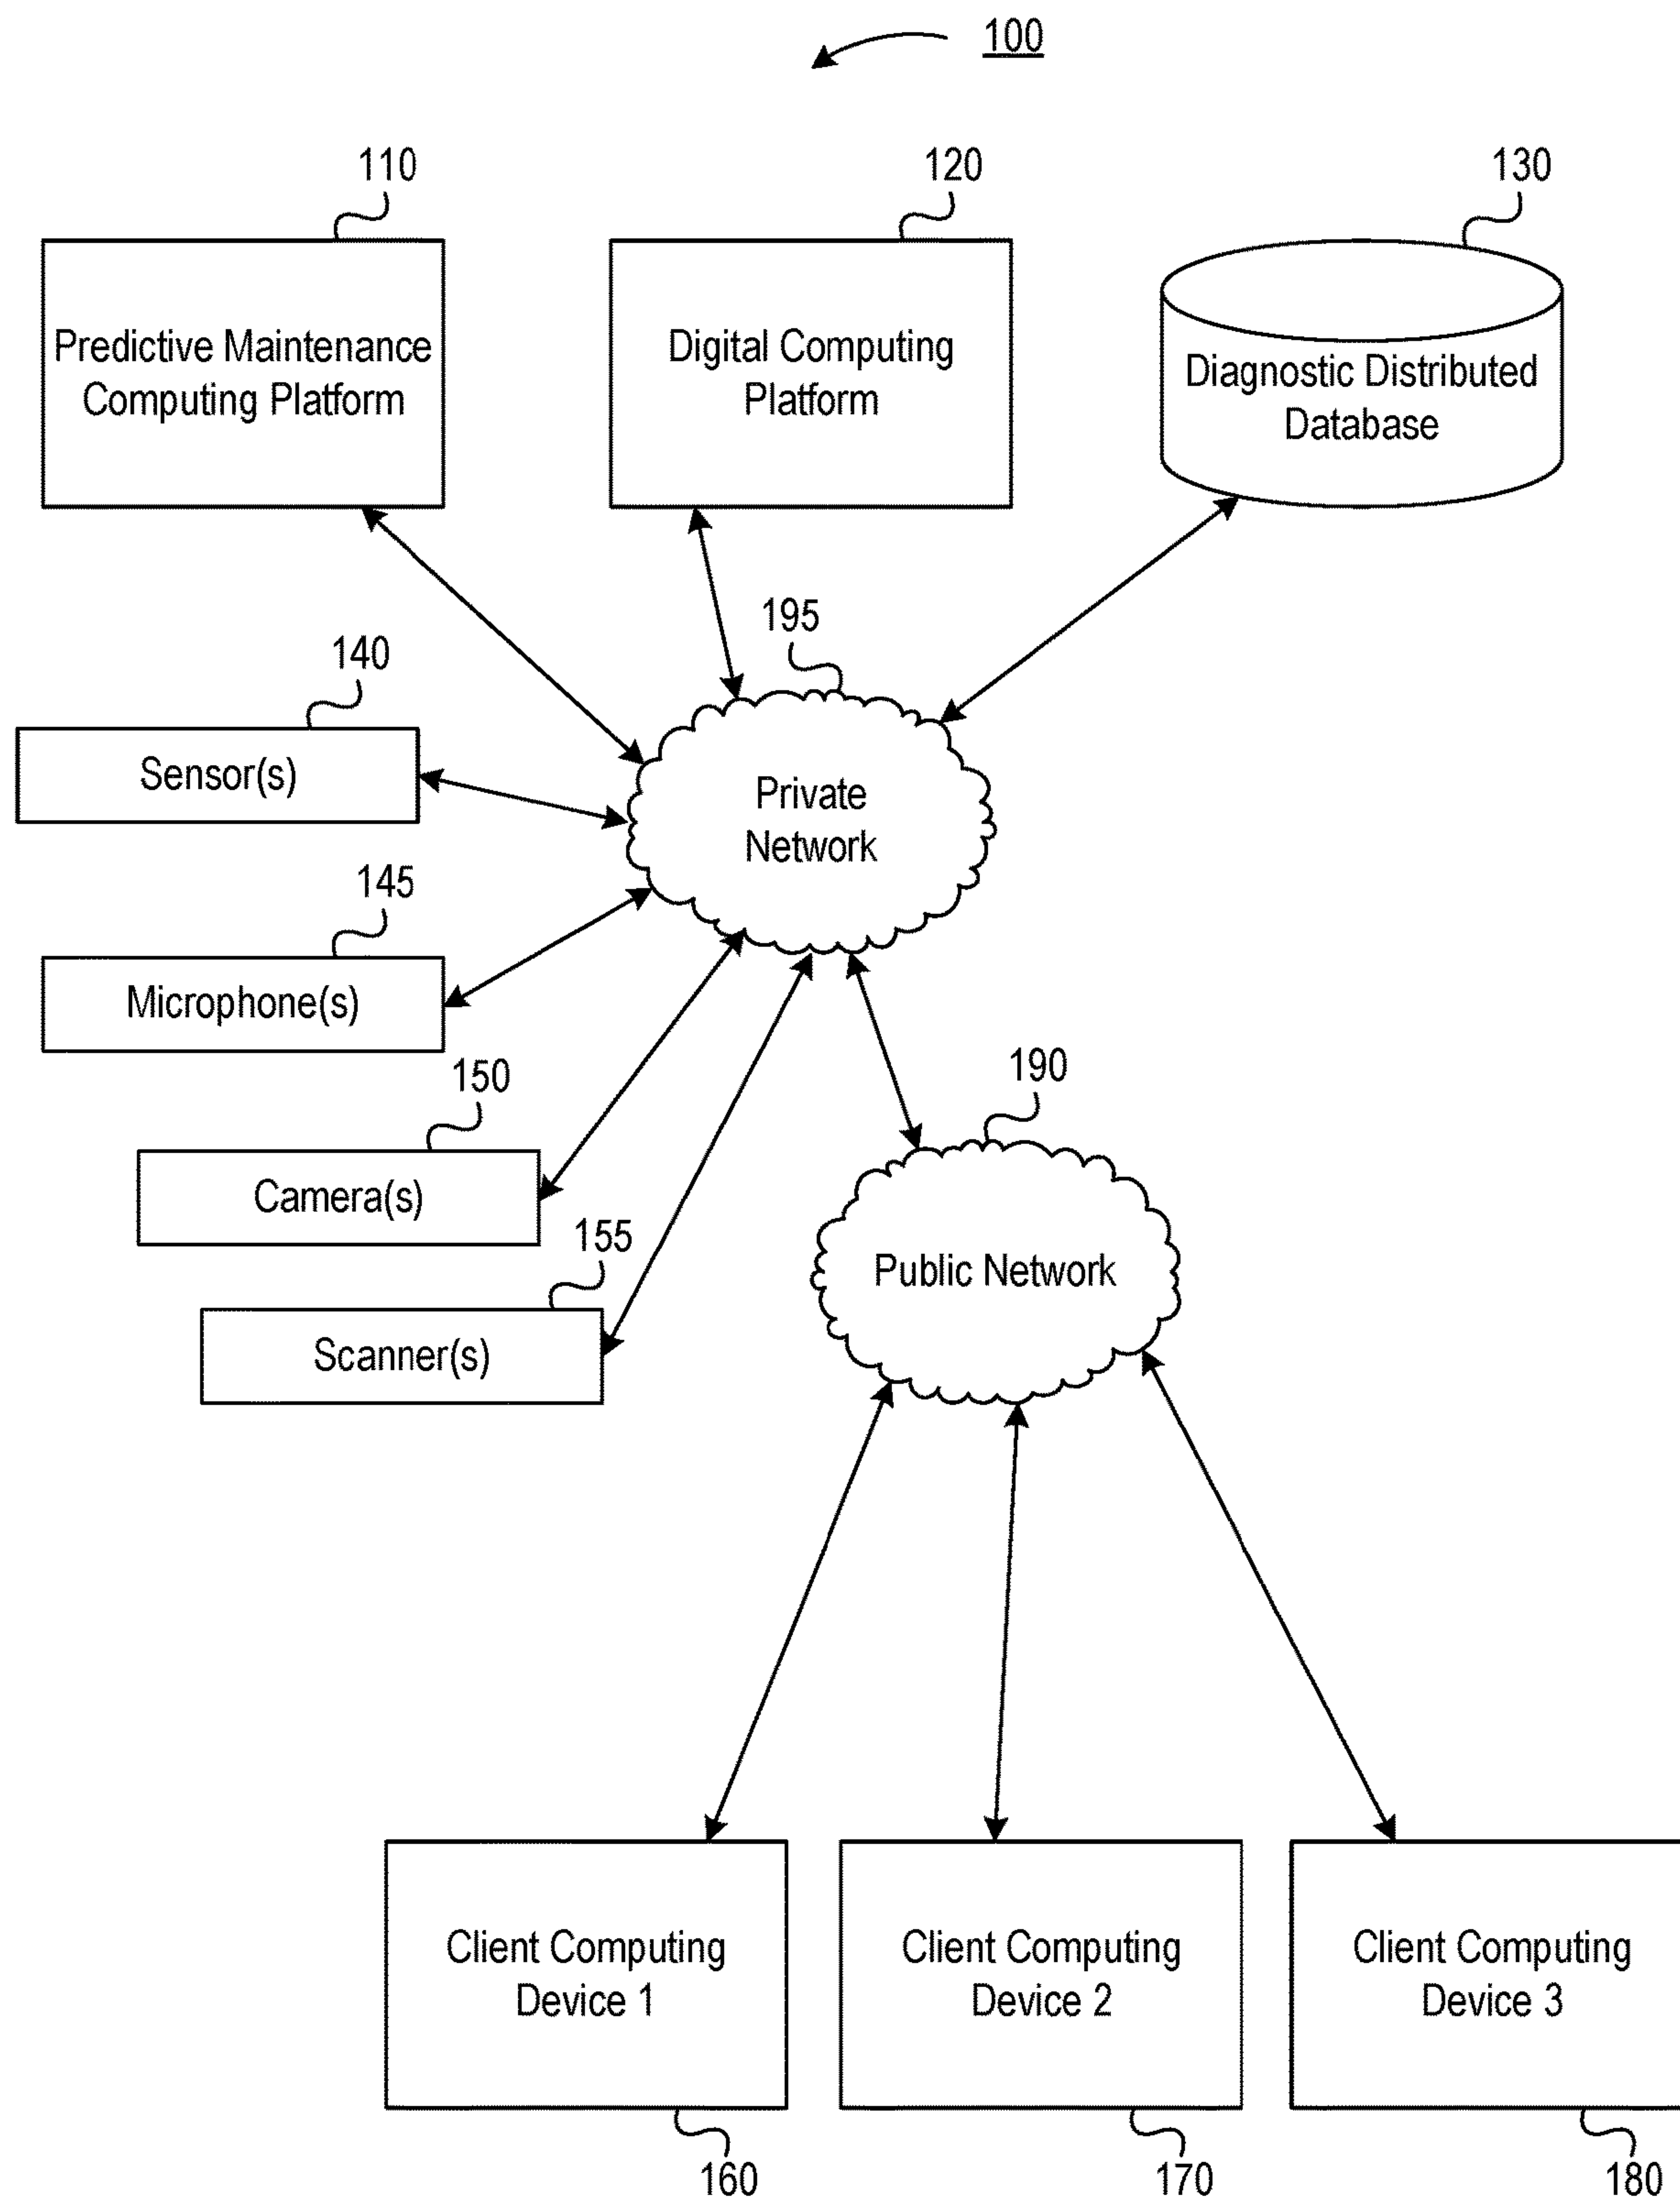 100
110
120
130
Predictive Maintenance
Computing Platform
Digital Computing
Platform
Diagnostic Distributed
Database
195
140
Sensor(s)
Private
Network
145
Microphone(s)
150
190
Camera(s)
155
Public Network
Scanner(s)
Client Computing
Device 1
Client Computing
Device 2
Client Computing
Device 3
160
170
180